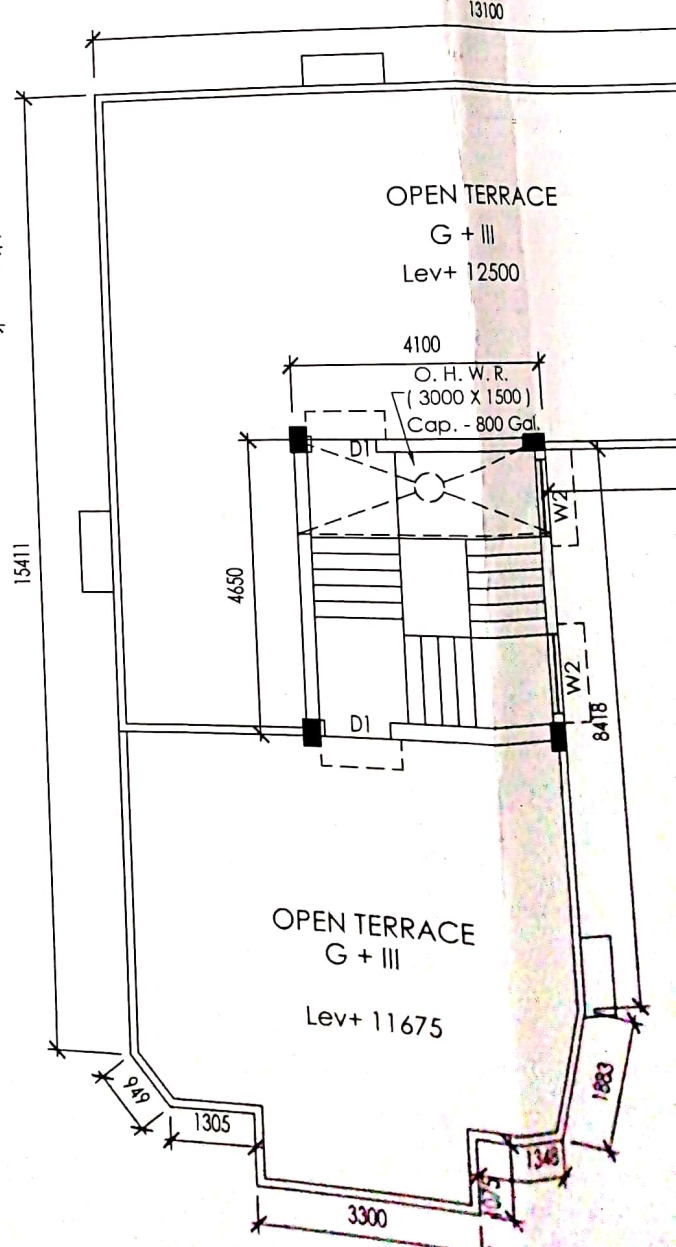 13100
OPEN TERRACE
G + III
Lev+ 12500
4100
O. H. W. R.
( 3000 X 1500 )
Cap. - 800 Gal.
D1
W2
15411
4650
W2
D1
8418
OPEN TERRACE
G + III
Lev+ 11675
949
1305
1883
1348
1075
3300